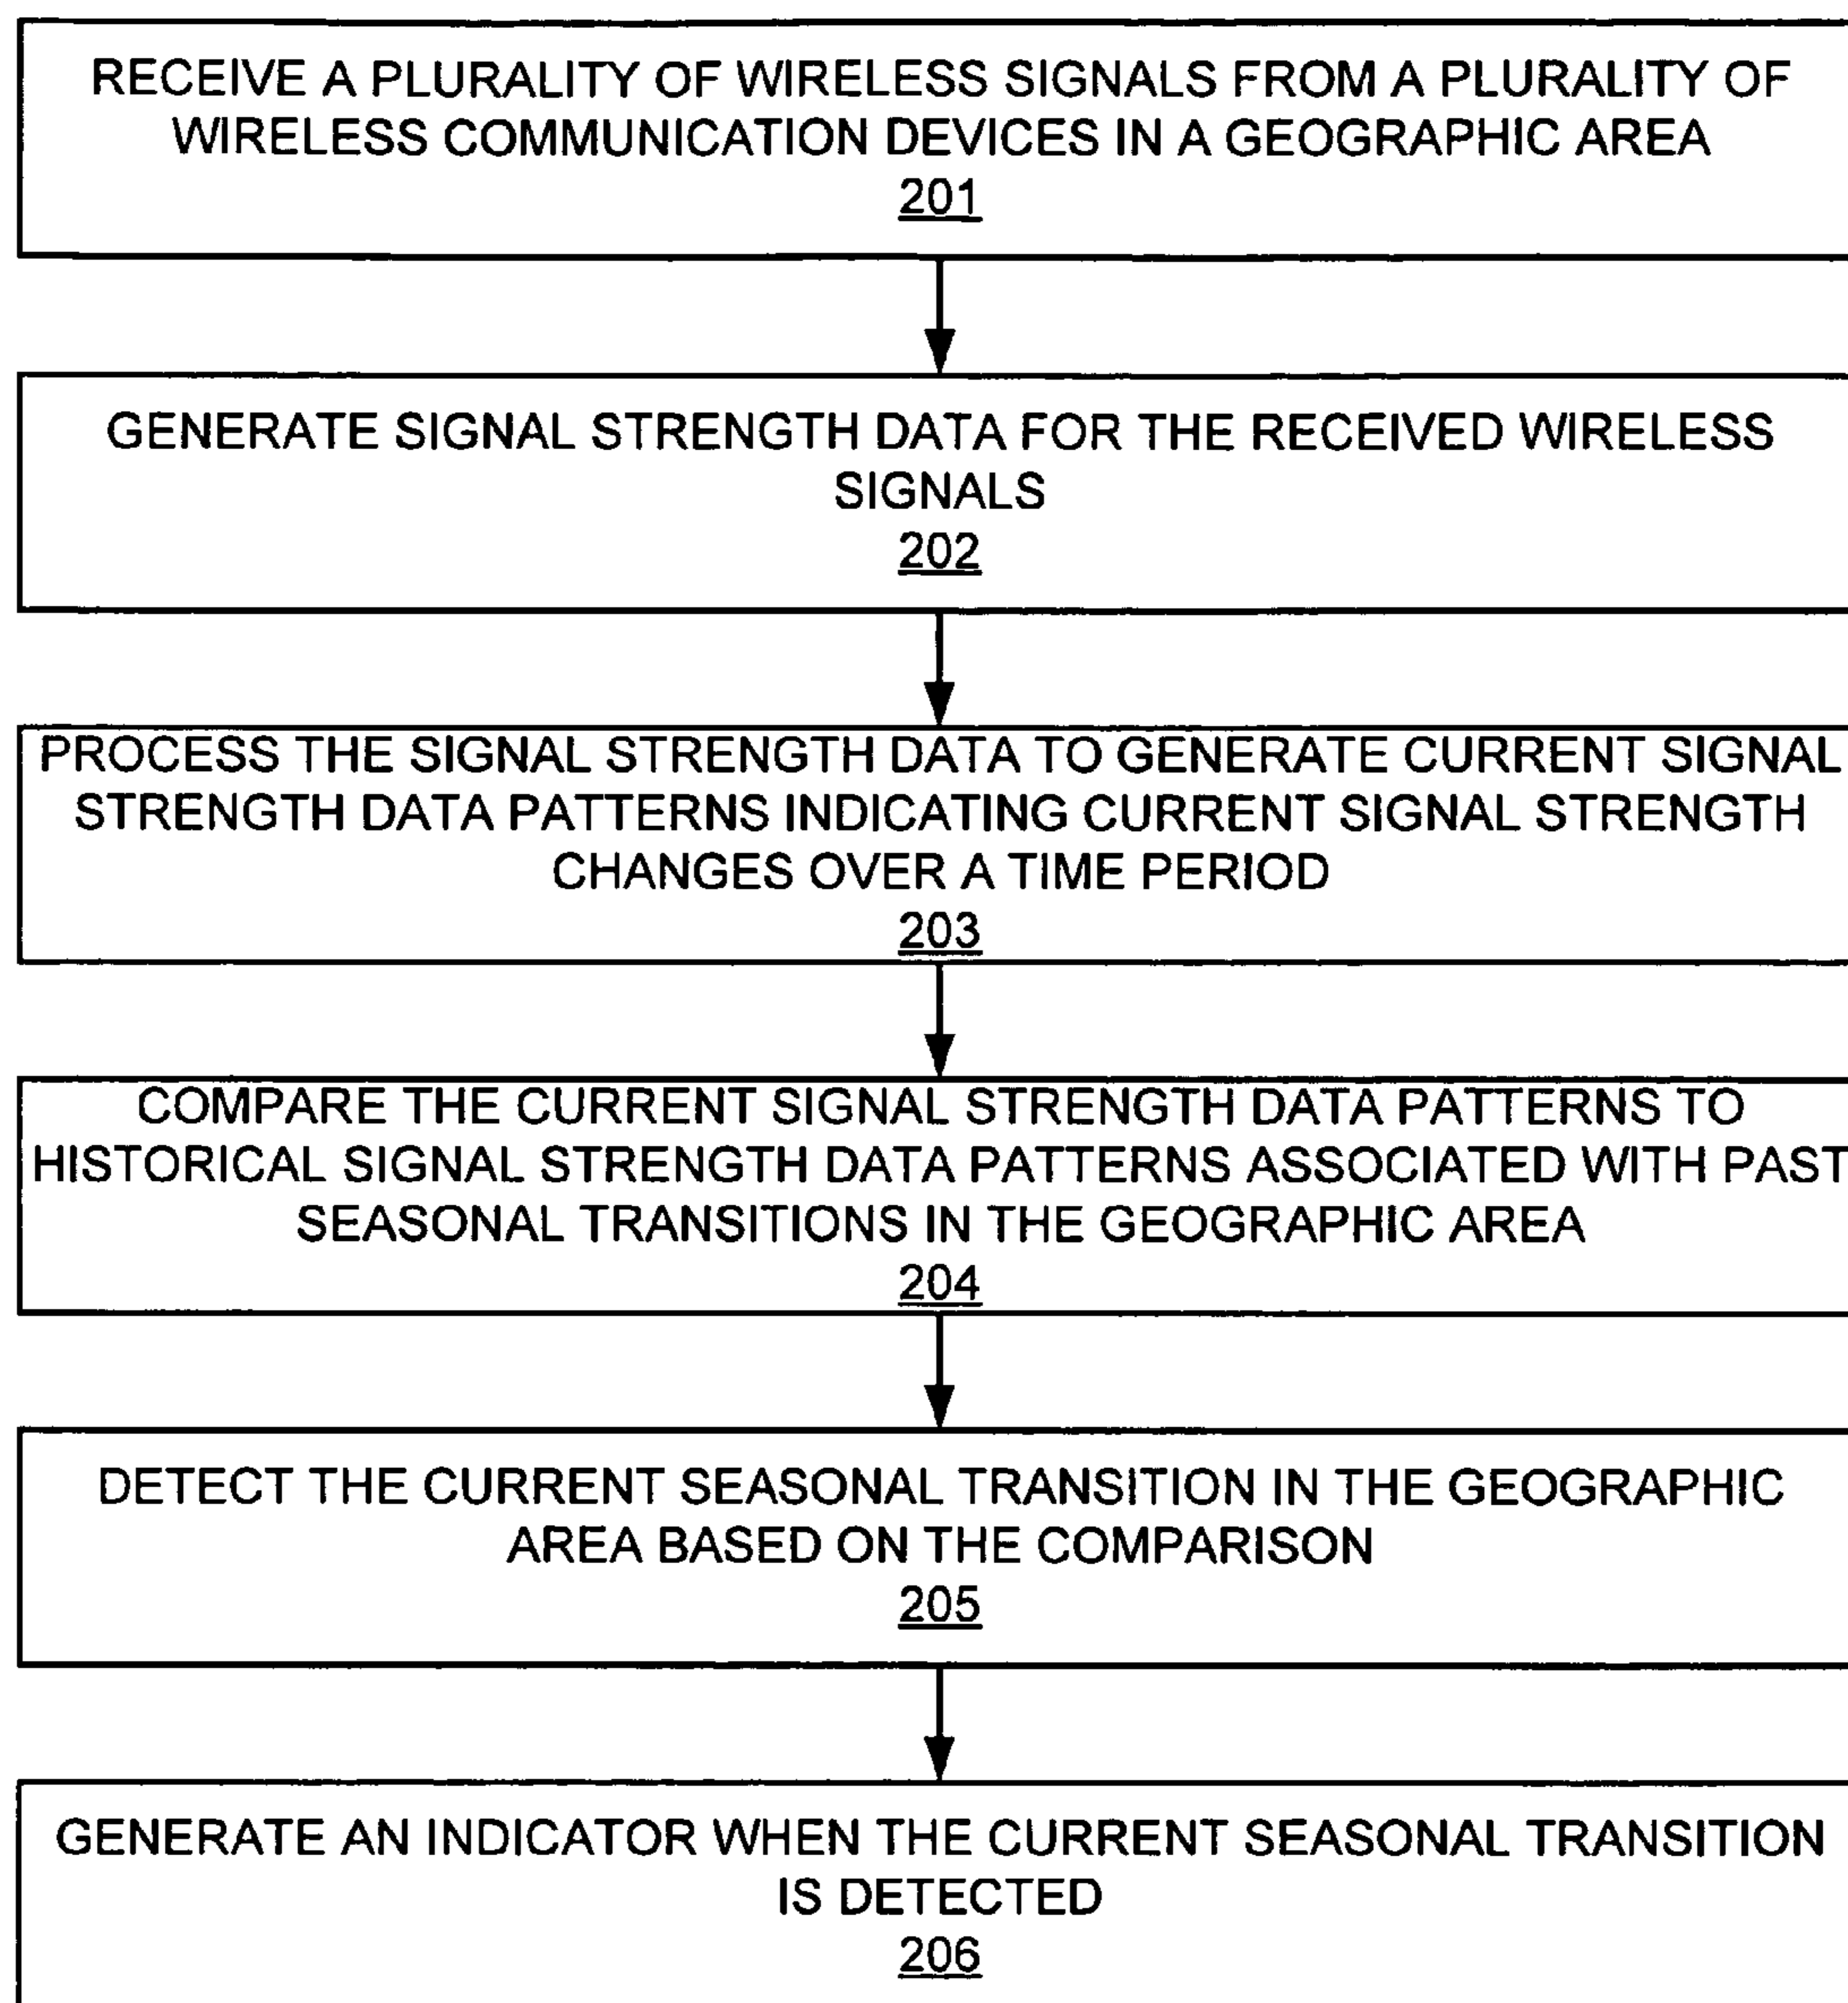 RECEIVE A PLURALITY OF WIRELESS SIGNALS FROM A PLURALITY OF
WIRELESS COMMUNICATION DEVICES IN A GEOGRAPHIC AREA
201
GENERATE SIGNAL STRENGTH DATA FOR THE RECEIVED WIRELESS
SIGNALS
202
PROCESS THE SIGNAL STRENGTH DATA TO GENERATE CURRENT SIGNAL
STRENGTH DATA PATTERNS INDICATING CURRENT SIGNAL STRENGTH
CHANGES OVER A TIME PERIOD
203
COMPARE THE CURRENT SIGNAL STRENGTH DATA PATTERNS TO
HISTORICAL SIGNAL STRENGTH DATA PATTERNS ASSOCIATED WITH PAST
SEASONAL TRANSITIONS IN THE GEOGRAPHIC AREA
204
DETECT THE CURRENT SEASONAL TRANSITION IN THE GEOGRAPHIC
AREA BASED ON THE COMPARISON
205
GENERATE AN INDICATOR WHEN THE CURRENT SEASONAL TRANSITION
IS DETECTED
206